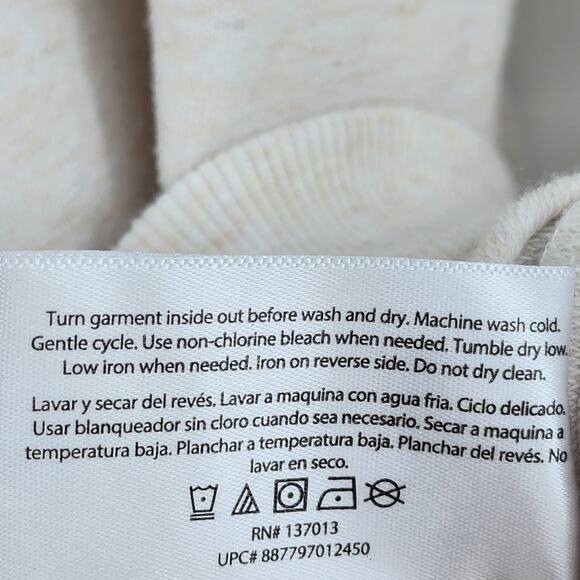 Turn garment inside out before wash and dry. Machine wash cold.
Gentle cycle. Use non-chlorine bleach when needed. Tumble dry low.
Low iron when needed. Iron on reverse side. Do not dry clean.
Lavar y secar del revés. Lavar a maquina con agua fria. Ciclo delicado.
Usar blanqueador sin cloro cuando sea necesario. Secar a maquina a
temperatura baja. Planchar a temperatura baja. Planchar del revés. No
lavar en seco.
RN# 137013
UPC# 887797012450